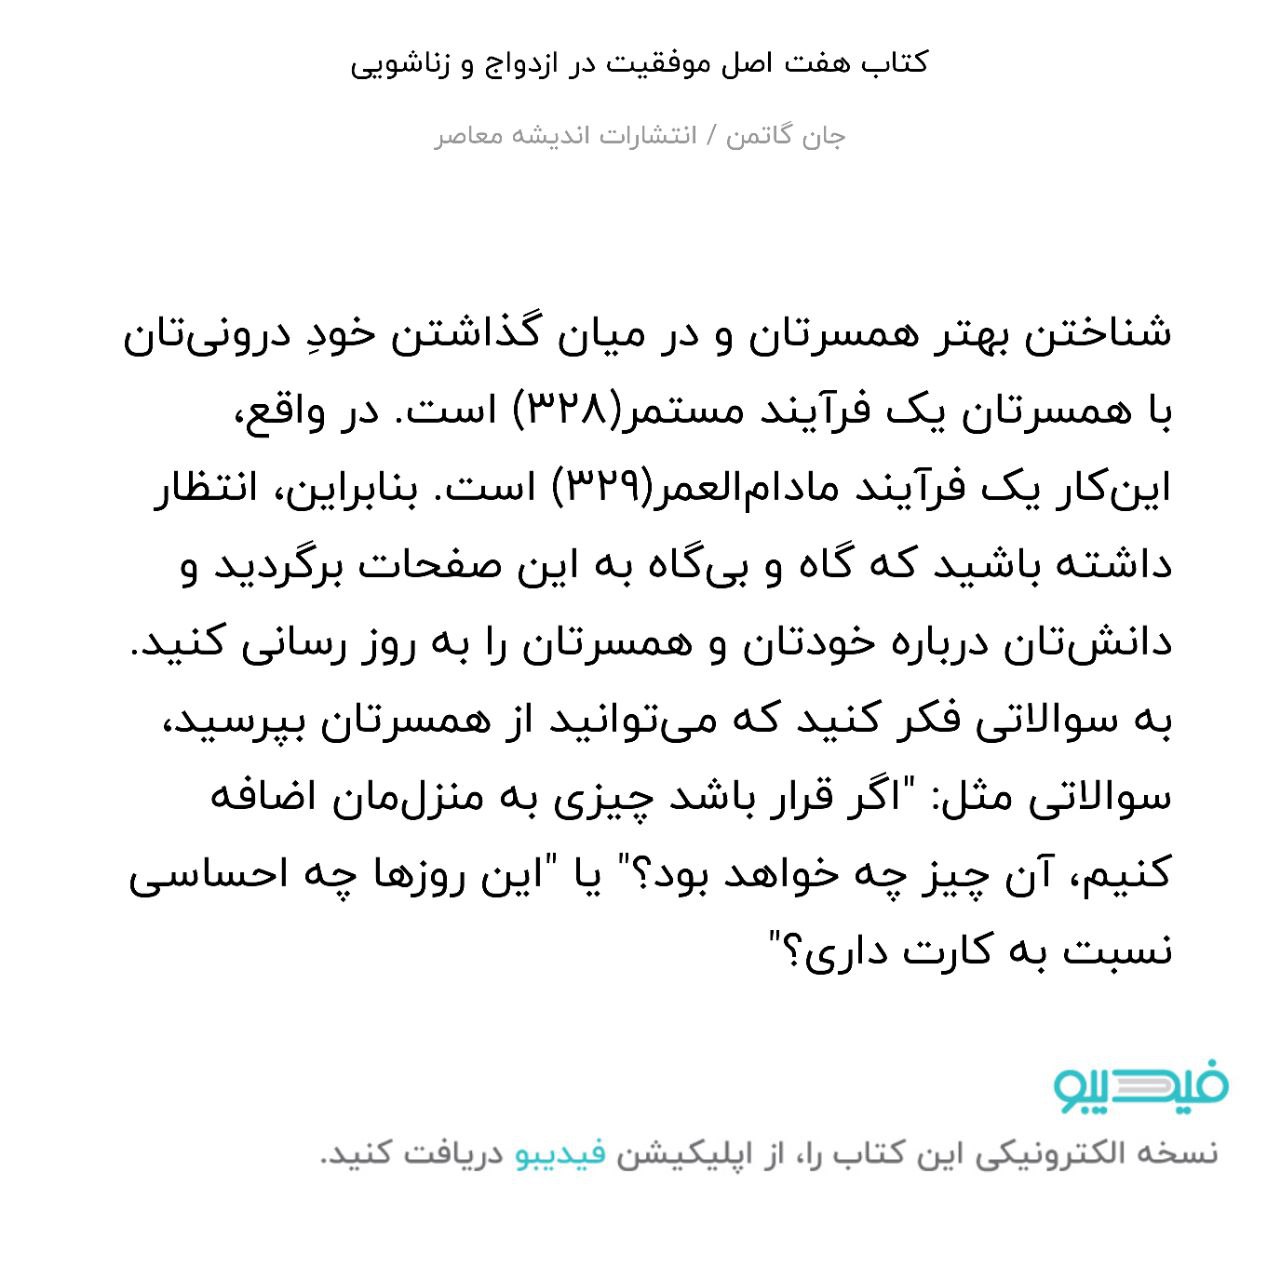 کتاب هفت اصل موفقیت در ازدواج و زناشویی
جان گاتمن / انتشارات اندیشه معاصر
شناختن بهتر همسرتان و در میان گذاشتن خودِ درونی‌تان
با همسرتان یک فرآیند مستمر(۳۲۸) است. در واقع،
این‌کار یک فرآیند مادام‌العمر(۳۲۹) است. بنابراین، انتظار
داشته باشید که گاه و بی‌گاه به این صفحات برگردید و
دانش‌تان درباره خودتان و همسرتان را به روز رسانی کنید.
به سوالاتی فکر کنید که می‌توانید از همسرتان بپرسید،
سوالاتی مثل: "اگر قرار باشد چیزی به منزل‌مان اضافه
کنیم، آن چیز چه خواهد بود؟" یا "این روزها چه احساسی
نسبت به کارت داری؟"
فیدیبو
نسخه الکترونیکی این کتاب را، از اپلیکیشن فیدیبو دریافت کنید.